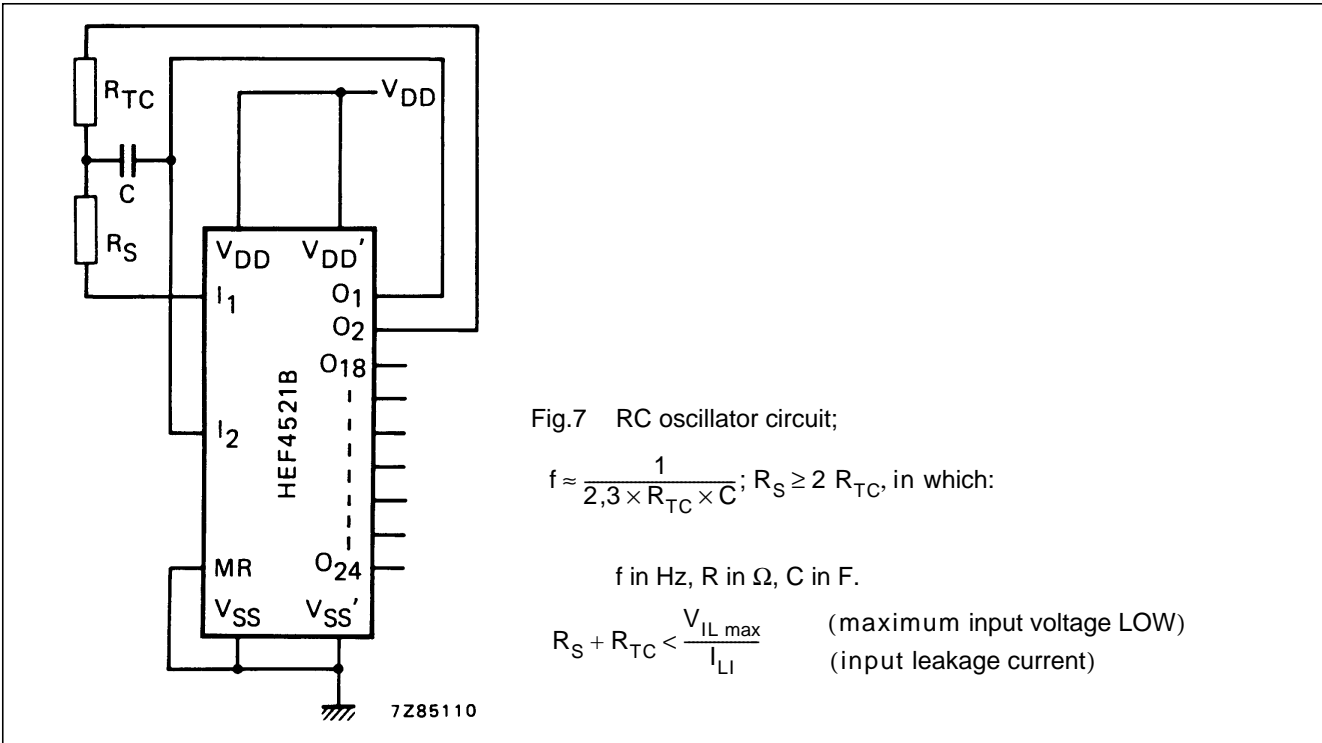 R_TC
V_DD
C
R_S
V_DD V_DD'
I_1 O_1
O_2
O_18
HEF4521B
I_2
MR O_24
V_SS V_SS'
7Z85110
Fig.7 RC oscillator circuit;
f ≈ 1 / (2,3 × R_TC × C); R_S ≥ 2 R_TC, in which:
f in Hz, R in Ω, C in F.
R_S + R_TC < V_IL max / I_LI (maximum input voltage LOW)
(input leakage current)